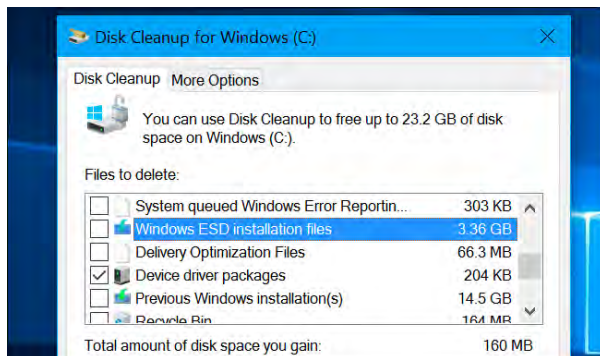 Disk Cleanup for Windows (C:)
Disk Cleanup More Options
You can use Disk Cleanup to free up to 23.2 GB of disk
space on Windows (C:).
Files to delete:
System queued Windows Error Reportin... 303 KB
Windows ESD installation files 3.36 GB
Delivery Optimization Files 66.3 MB
Device driver packages 204 KB
Previous Windows installation(s) 14.5 GB
Recycle Bin 164 MB
Total amount of disk space you gain: 160 MB